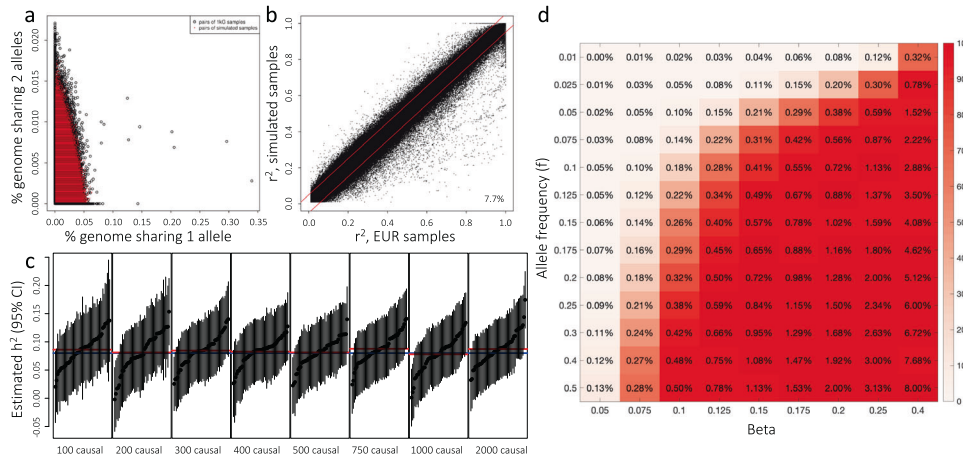 a
pairs of 1KG samples
pairs of simulated samples
% genome sharing 2 alleles
0.020
0.015
0.010
0.005
0.000
0.00 0.05 0.10 0.15 0.20 0.25 0.30 0.35
% genome sharing 1 allele
b
r², simulated samples
1.0
0.8
0.6
0.4
0.2
0.0
7.7%
0.0 0.2 0.4 0.6 0.8 1.0
r², EUR samples
c
Estimated h² (95% CI)
0.20
0.15
0.10
0.05
0.00
-0.05
100 causal 200 causal 300 causal 400 causal 500 causal 750 causal 1000 causal 2000 causal
d
Allele frequency (f)
0.01 0.00% 0.01% 0.02% 0.03% 0.04% 0.06% 0.08% 0.12% 0.32%
0.025 0.01% 0.03% 0.05% 0.08% 0.11% 0.15% 0.20% 0.30% 0.78%
0.05 0.02% 0.05% 0.10% 0.15% 0.21% 0.29% 0.38% 0.59% 1.52%
0.075 0.03% 0.08% 0.14% 0.22% 0.31% 0.42% 0.56% 0.87% 2.22%
0.1 0.05% 0.10% 0.18% 0.28% 0.41% 0.55% 0.72% 1.13% 2.88%
0.125 0.05% 0.12% 0.22% 0.34% 0.49% 0.67% 0.88% 1.37% 3.50%
0.15 0.06% 0.14% 0.26% 0.40% 0.57% 0.78% 1.02% 1.59% 4.08%
0.175 0.07% 0.16% 0.29% 0.45% 0.65% 0.88% 1.16% 1.80% 4.62%
0.2 0.08% 0.18% 0.32% 0.50% 0.72% 0.98% 1.28% 2.00% 5.12%
0.25 0.09% 0.21% 0.38% 0.59% 0.84% 1.15% 1.50% 2.34% 6.00%
0.3 0.11% 0.24% 0.42% 0.66% 0.95% 1.29% 1.68% 2.63% 6.72%
0.4 0.12% 0.27% 0.48% 0.75% 1.08% 1.47% 1.92% 3.00% 7.68%
0.5 0.13% 0.28% 0.50% 0.78% 1.13% 1.53% 2.00% 3.13% 8.00%
0.05 0.075 0.1 0.125 0.15 0.175 0.2 0.25 0.4
Beta
90
80
70
60
50
40
30
20
10
0